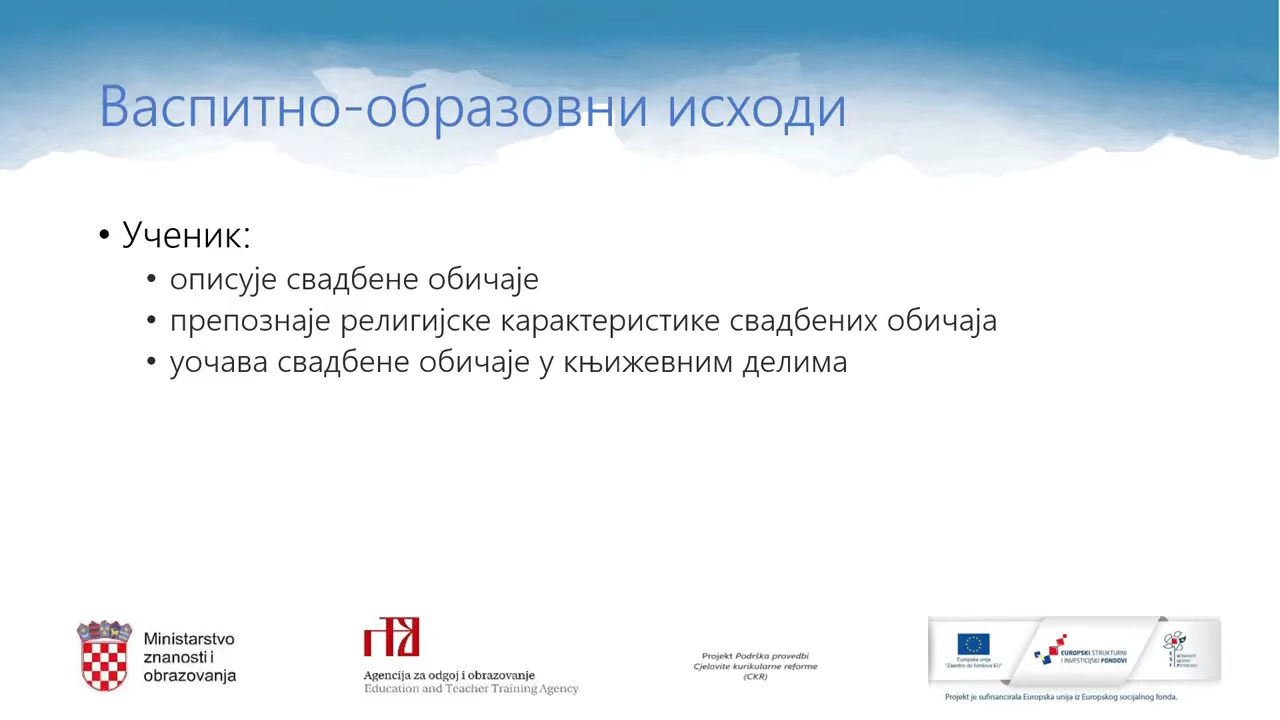 Васпитно-образовни исходи
• Ученик:
• описује свадбене обичаје
• препознаје религијске карактеристике свадбених обичаја
• уочава свадбене обичаје у књижевним делима
Ministarstvo
znanosti i
obrazovanja
Agencija za odgoj i obrazovanje
Education and Teacher Training Agency
Projekt Podrška provedbi
Cjelovite kurikularne reforme
(CKR)
Europska unija
"Zajedno do fondova EU"
EUROPSKI STRUKTURNI
I INVESTICIJSKI FONDOVI
Projekt je sufinancirala Europska unija iz Europskog socijalnog fonda.